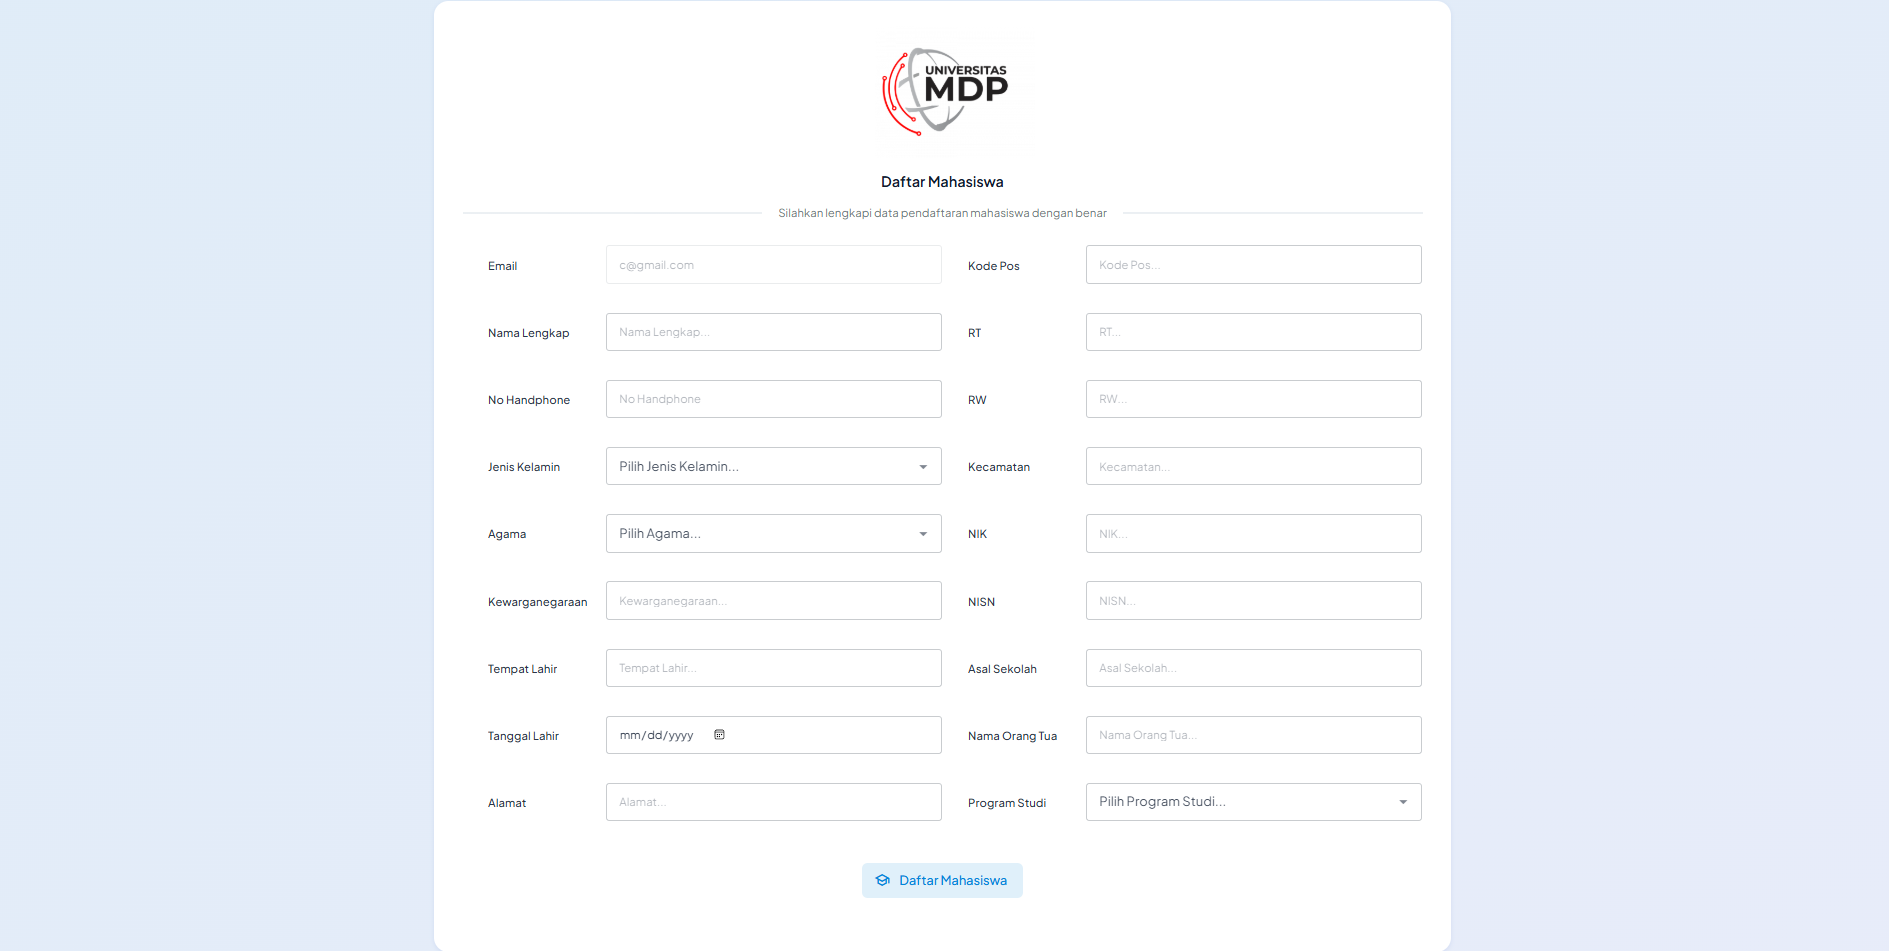 UNIVERSITAS
MDP
Daftar Mahasiswa
Silahkan lengkapi data pendaftaran mahasiswa dengan benar
Email c@gmail.com
Nama Lengkap Nama Lengkap...
No Handphone No Handphone
Jenis Kelamin Pilih Jenis Kelamin...
Agama Pilih Agama...
Kewarganegaraan Kewarganegaraan...
Tempat Lahir Tempat Lahir...
Tanggal Lahir mm/dd/yyyy
Alamat Alamat...
Kode Pos Kode Pos...
RT RT...
RW RW...
Kecamatan Kecamatan...
NIK NIK...
NISN NISN...
Asal Sekolah Asal Sekolah...
Nama Orang Tua Nama Orang Tua...
Program Studi Pilih Program Studi...
Daftar Mahasiswa